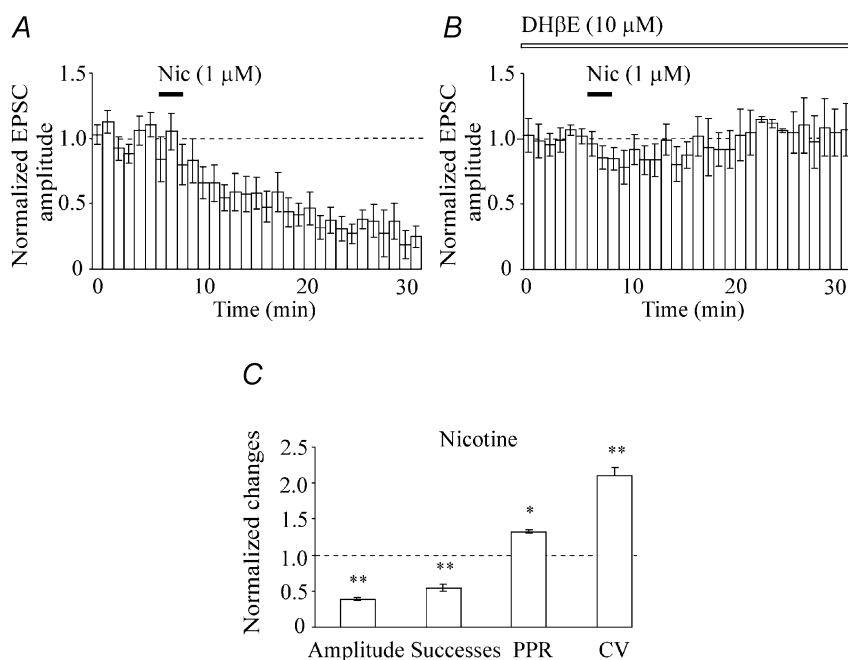 A
Nic (1 μM)
Normalized EPSC
amplitude
1.5
1.0
0.5
0
0 10 20 30
Time (min)
B
DHβE (10 μM)
Nic (1 μM)
Normalized EPSC
amplitude
1.5
1.0
0.5
0
0 10 20 30
Time (min)
C
Nicotine
Normalized changes
2.5
2.0
1.5
1.0
0.5
0
** ** * **
Amplitude Successes PPR CV